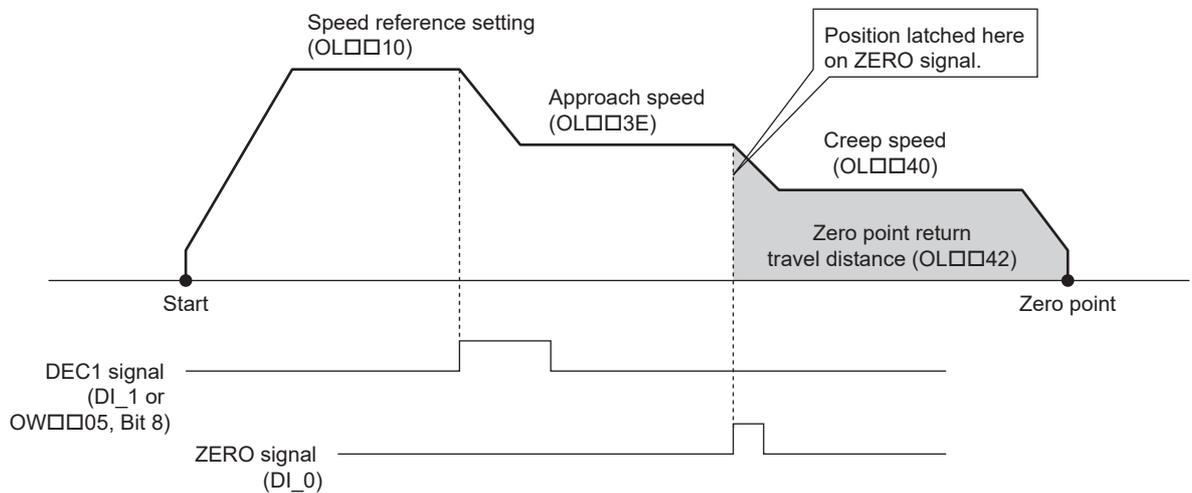 Speed reference setting
(OL□□10)
Position latched here
on ZERO signal.
Approach speed
(OL□□3E)
Creep speed
(OL□□40)
Zero point return
travel distance (OL□□42)
Start
Zero point
DEC1 signal
(DI_1 or
OW□□05, Bit 8)
ZERO signal
(DI_0)